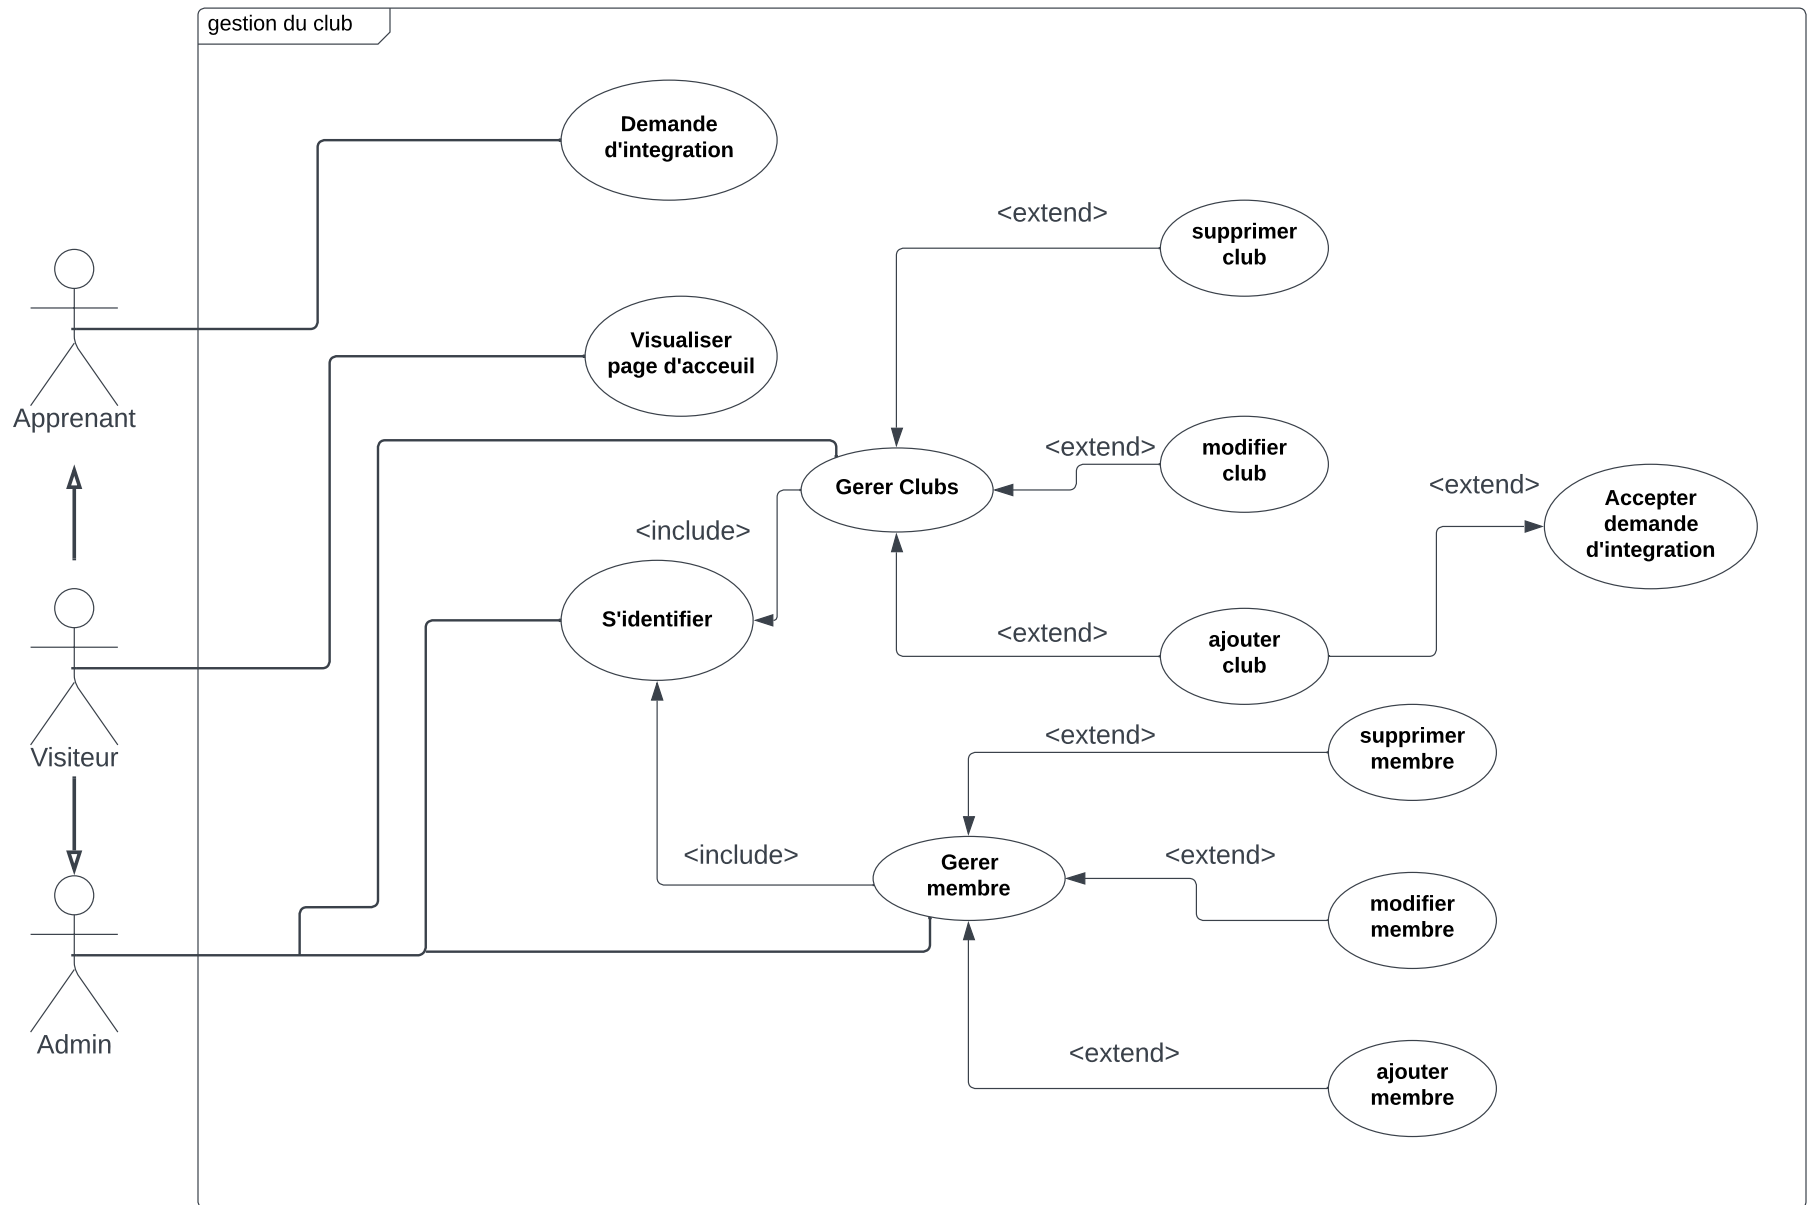 gestion du club
Demande
d'integration
<extend>
supprimer
club
Visualiser
page d'acceuil
Apprenant
<extend>
modifier
club
Gerer Clubs
<extend>
Accepter
demande
d'integration
<include>
S'identifier
<extend>
ajouter
club
Visiteur
<extend>
supprimer
membre
<include>
Gerer
membre
<extend>
modifier
membre
Admin
<extend>
ajouter
membre